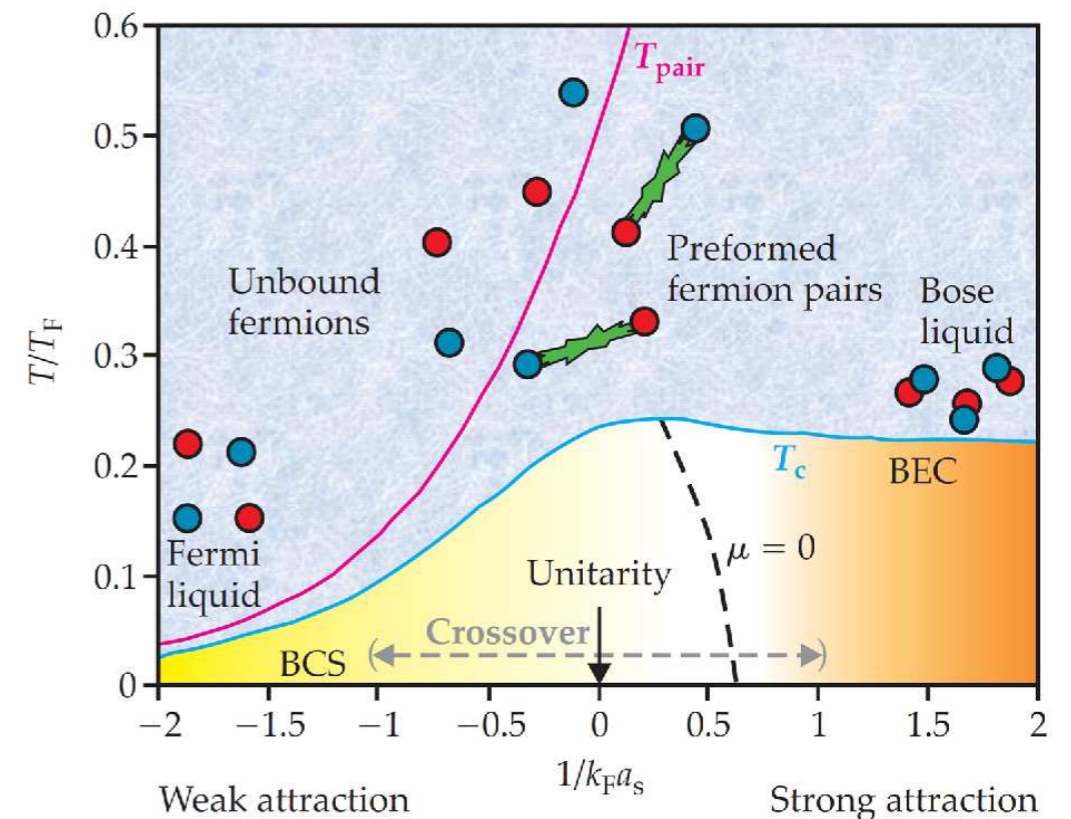 0.6
0.5
0.4
0.3
0.2
0.1
0
T/T_F
T_pair
Unbound
fermions
Preformed
fermion pairs
Bose
liquid
T_c
BEC
Fermi
liquid
μ = 0
Unitarity
Crossover
BCS
−2 −1.5 −1 −0.5 0 0.5 1 1.5 2
1/k_F a_s
Weak attraction
Strong attraction